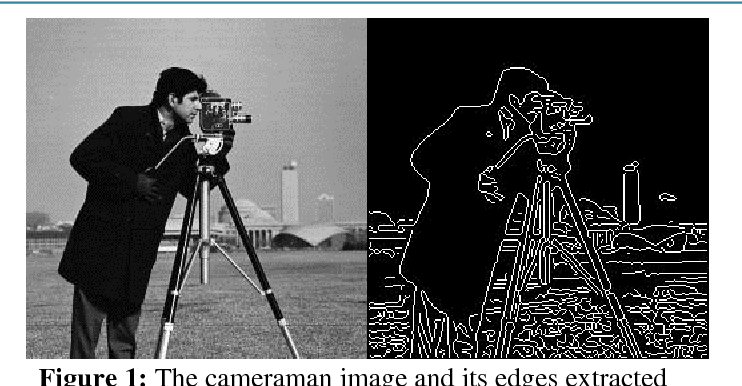 Figure 1: The cameraman image and its edges extracted